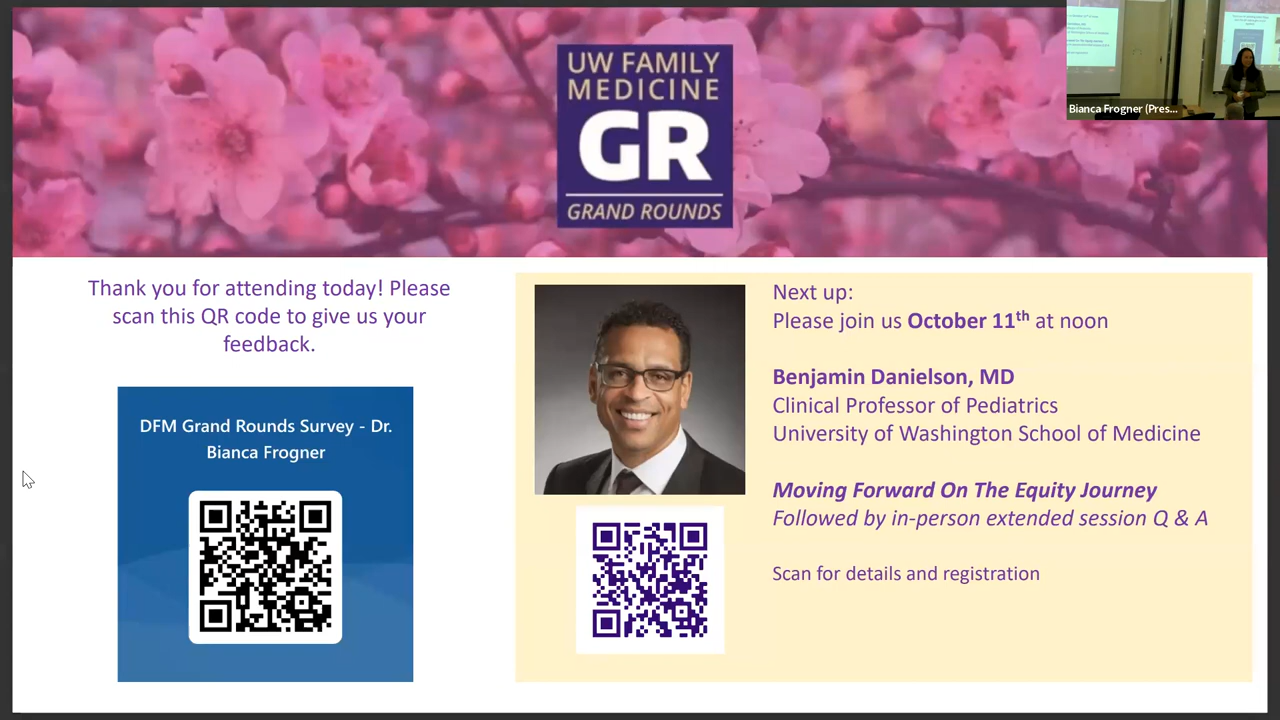 UW FAMILY
MEDICINE
GR
GRAND ROUNDS
Bianca Frogner (Pres...
Thank you for attending today! Please
scan this QR code to give us your
feedback.
DFM Grand Rounds Survey - Dr.
Bianca Frogner
Next up:
Please join us October 11th at noon
Benjamin Danielson, MD
Clinical Professor of Pediatrics
University of Washington School of Medicine
Moving Forward On The Equity Journey
Followed by in-person extended session Q & A
Scan for details and registration